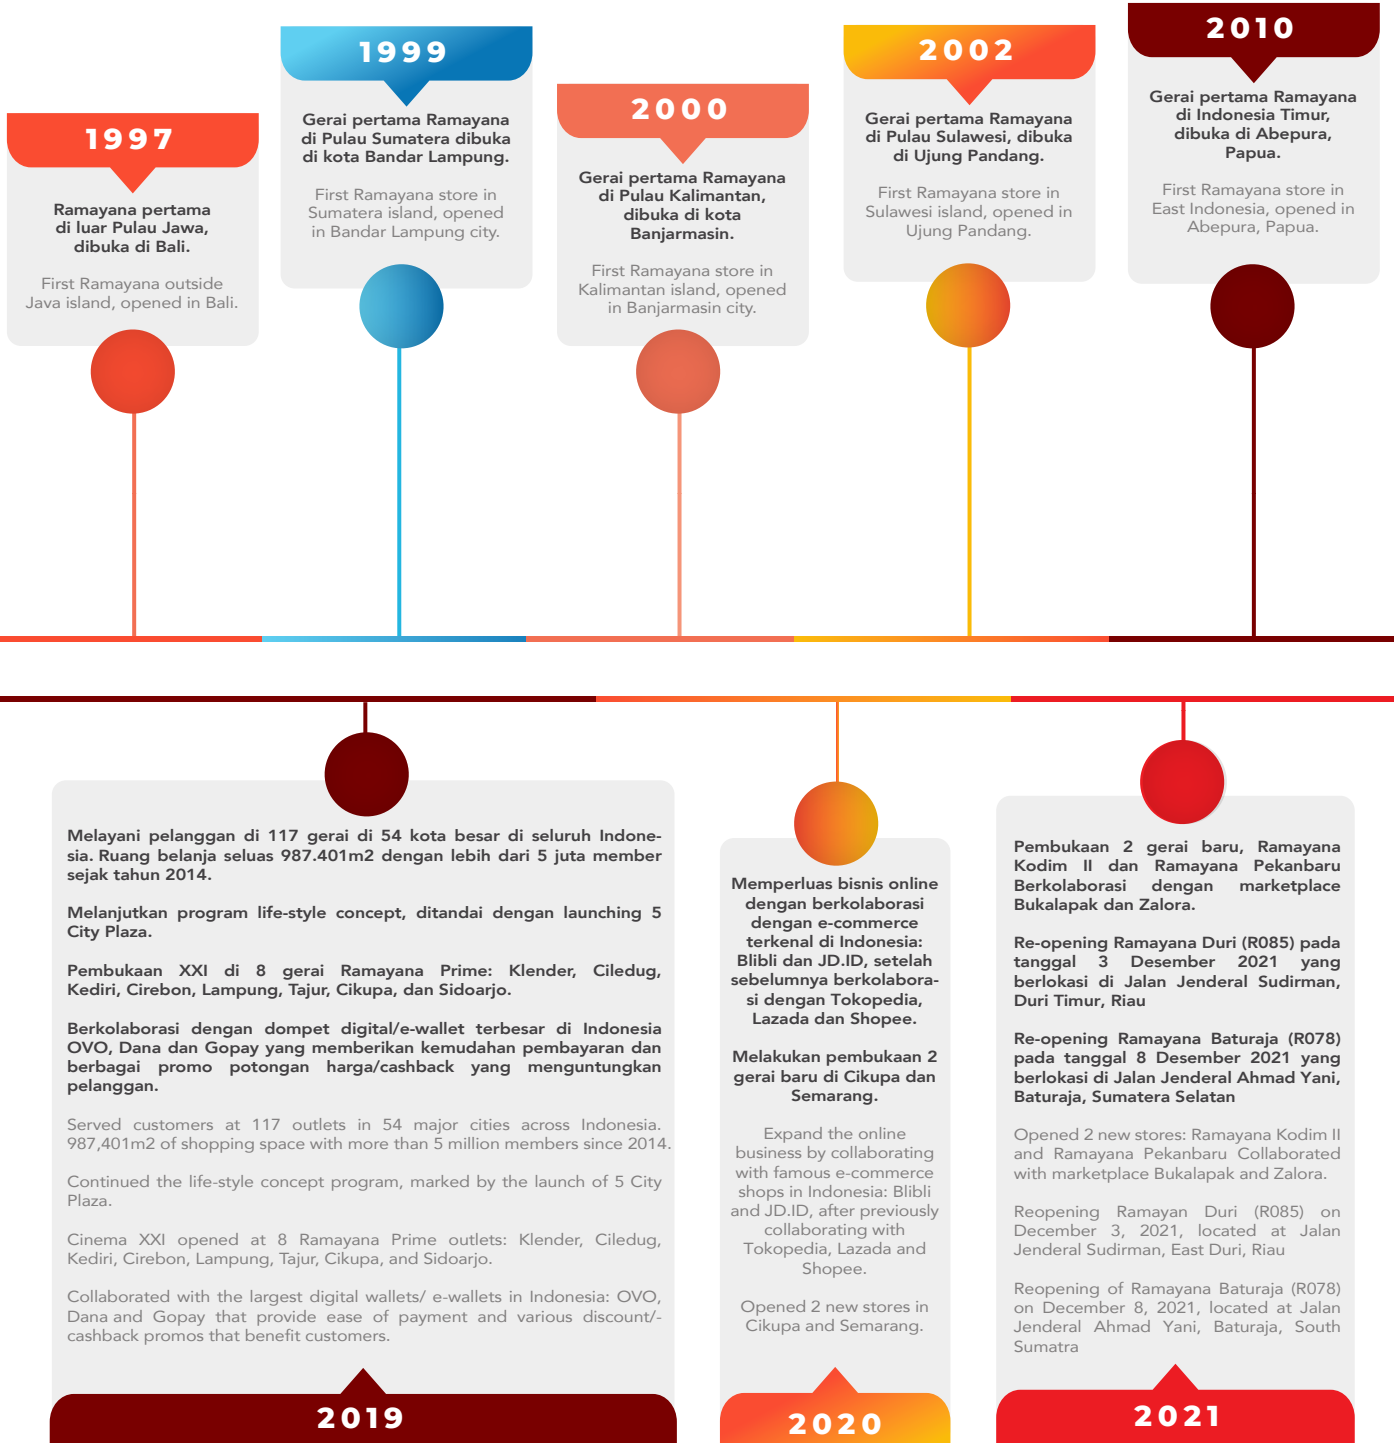 1997
Ramayana pertama
di luar Pulau Jawa,
dibuka di Bali.
First Ramayana outside
Java island, opened in Bali.
1999
Gerai pertama Ramayana
di Pulau Sumatera dibuka
di kota Bandar Lampung.
First Ramayana store in
Sumatera island, opened
in Bandar Lampung city.
2000
Gerai pertama Ramayana
di Pulau Kalimantan,
dibuka di kota
Banjarmasin.
First Ramayana store in
Kalimantan island, opened
in Banjarmasin city.
2002
Gerai pertama Ramayana
di Pulau Sulawesi, dibuka
di Ujung Pandang.
First Ramayana store in
Sulawesi island, opened in
Ujung Pandang.
2010
Gerai pertama Ramayana
di Indonesia Timur,
dibuka di Abepura,
Papua.
First Ramayana store in
East Indonesia, opened in
Abepura, Papua.
Melayani pelanggan di 117 gerai di 54 kota besar di seluruh Indone-
sia. Ruang belanja seluas 987.401m2 dengan lebih dari 5 juta member
sejak tahun 2014.
Melanjutkan program life-style concept, ditandai dengan launching 5
City Plaza.
Pembukaan XXI di 8 gerai Ramayana Prime: Klender, Ciledug,
Kediri, Cirebon, Lampung, Tajur, Cikupa, dan Sidoarjo.
Berkolaborasi dengan dompet digital/e-wallet terbesar di Indonesia
OVO, Dana dan Gopay yang memberikan kemudahan pembayaran dan
berbagai promo potongan harga/cashback yang menguntungkan
pelanggan.
Served customers at 117 outlets in 54 major cities across Indonesia.
987,401m2 of shopping space with more than 5 million members since 2014.
Continued the life-style concept program, marked by the launch of 5 City
Plaza.
Cinema XXI opened at 8 Ramayana Prime outlets: Klender, Ciledug,
Kediri, Cirebon, Lampung, Tajur, Cikupa, and Sidoarjo.
Collaborated with the largest digital wallets/ e-wallets in Indonesia: OVO,
Dana and Gopay that provide ease of payment and various discount/-
cashback promos that benefit customers.
2019
Memperluas bisnis online
dengan berkolaborasi
dengan e-commerce
terkenal di Indonesia:
Blibli dan JD.ID, setelah
sebelumnya berkolabora-
si dengan Tokopedia,
Lazada dan Shopee.
Melakukan pembukaan 2
gerai baru di Cikupa dan
Semarang.
Expand the online
business by collaborating
with famous e-commerce
shops in Indonesia: Blibli
and JD.ID, after previously
collaborating with
Tokopedia, Lazada and
Shopee.
Opened 2 new stores in
Cikupa and Semarang.
2020
Pembukaan 2 gerai baru, Ramayana
Kodim II dan Ramayana Pekanbaru
Berkolaborasi dengan marketplace
Bukalapak dan Zalora.
Re-opening Ramayana Duri (R085) pada
tanggal 3 Desember 2021 yang
berlokasi di Jalan Jenderal Sudirman,
Duri Timur, Riau
Re-opening Ramayana Baturaja (R078)
pada tanggal 8 Desember 2021 yang
berlokasi di Jalan Jenderal Ahmad Yani,
Baturaja, Sumatera Selatan
Opened 2 new stores: Ramayana Kodim II
and Ramayana Pekanbaru Collaborated
with marketplace Bukalapak and Zalora.
Reopening Ramayan Duri (R085) on
December 3, 2021, located at Jalan
Jenderal Sudirman, East Duri, Riau
Reopening of Ramayana Baturaja (R078)
on December 8, 2021, located at Jalan
Jenderal Ahmad Yani, Baturaja, South
Sumatra
2021